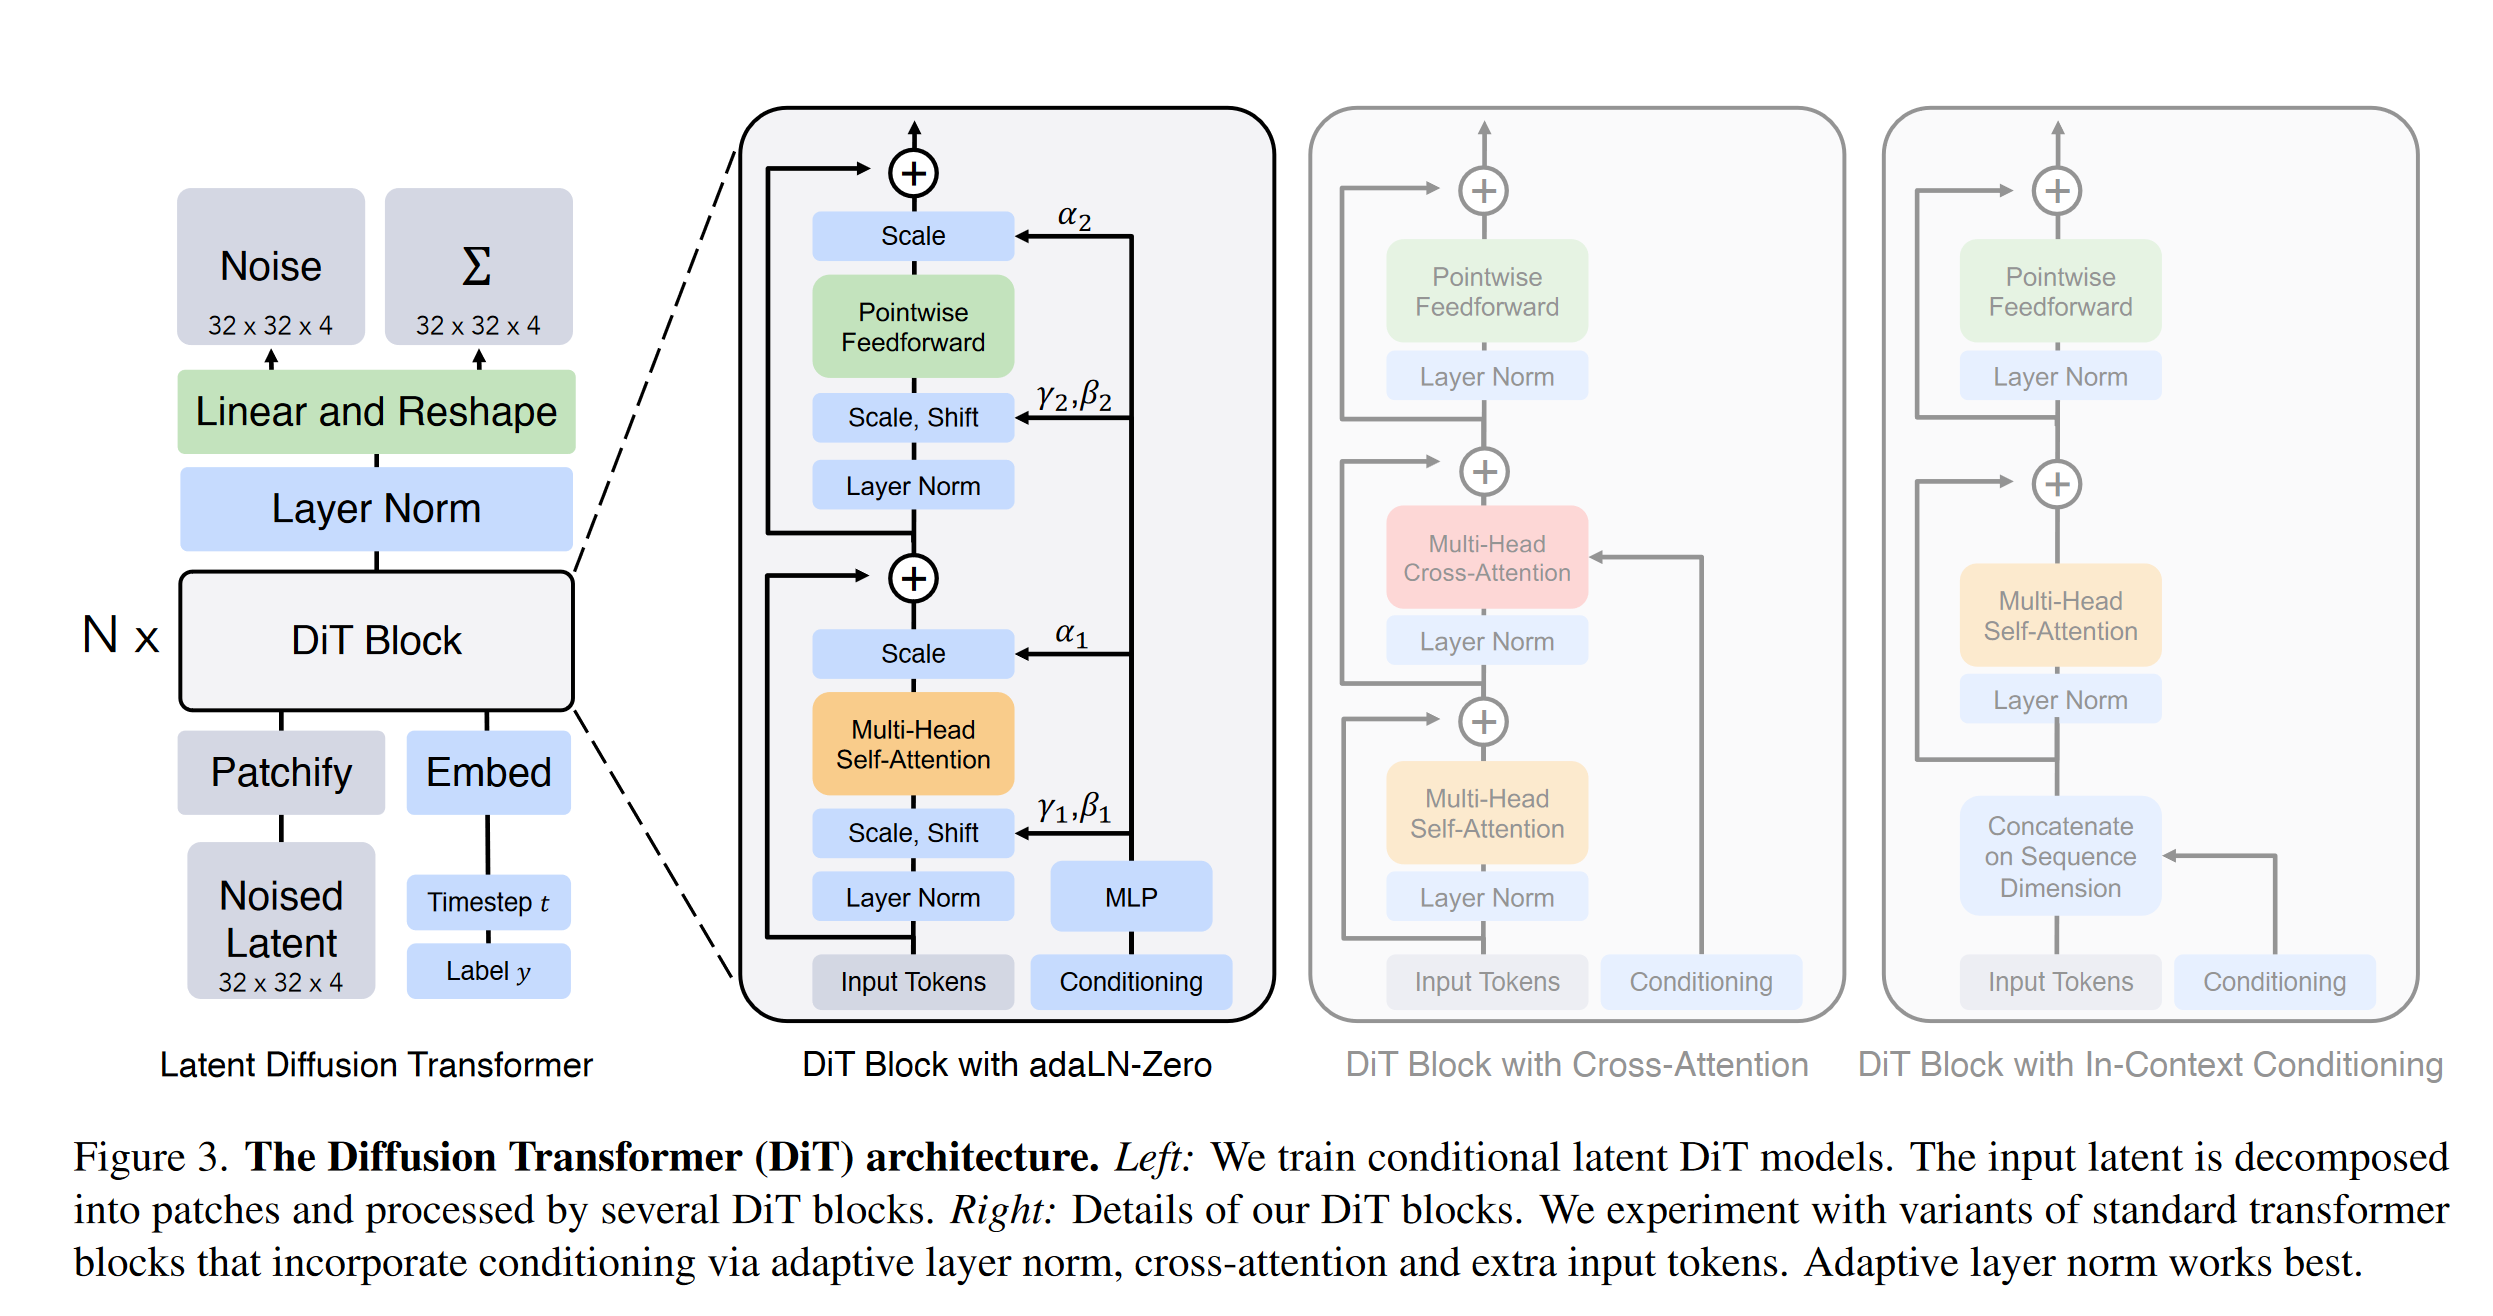 Noise
32 x 32 x 4
Σ
32 x 32 x 4
Linear and Reshape
Layer Norm
N x
DiT Block
Patchify
Embed
Noised
Latent
32 x 32 x 4
Timestep t
Label y
Latent Diffusion Transformer
+
Scale
α2
Pointwise
Feedforward
Scale, Shift
γ2,β2
Layer Norm
+
Scale
α1
Multi-Head
Self-Attention
Scale, Shift
γ1,β1
Layer Norm
MLP
Input Tokens
Conditioning
DiT Block with adaLN-Zero
+
Pointwise
Feedforward
Layer Norm
+
Multi-Head
Cross-Attention
Layer Norm
+
Multi-Head
Self-Attention
Layer Norm
Input Tokens
Conditioning
DiT Block with Cross-Attention
+
Pointwise
Feedforward
Layer Norm
+
Multi-Head
Self-Attention
Layer Norm
Concatenate
on Sequence
Dimension
Input Tokens
Conditioning
DiT Block with In-Context Conditioning
Figure 3. The Diffusion Transformer (DiT) architecture. Left: We train conditional latent DiT models. The input latent is decomposed
into patches and processed by several DiT blocks. Right: Details of our DiT blocks. We experiment with variants of standard transformer
blocks that incorporate conditioning via adaptive layer norm, cross-attention and extra input tokens. Adaptive layer norm works best.